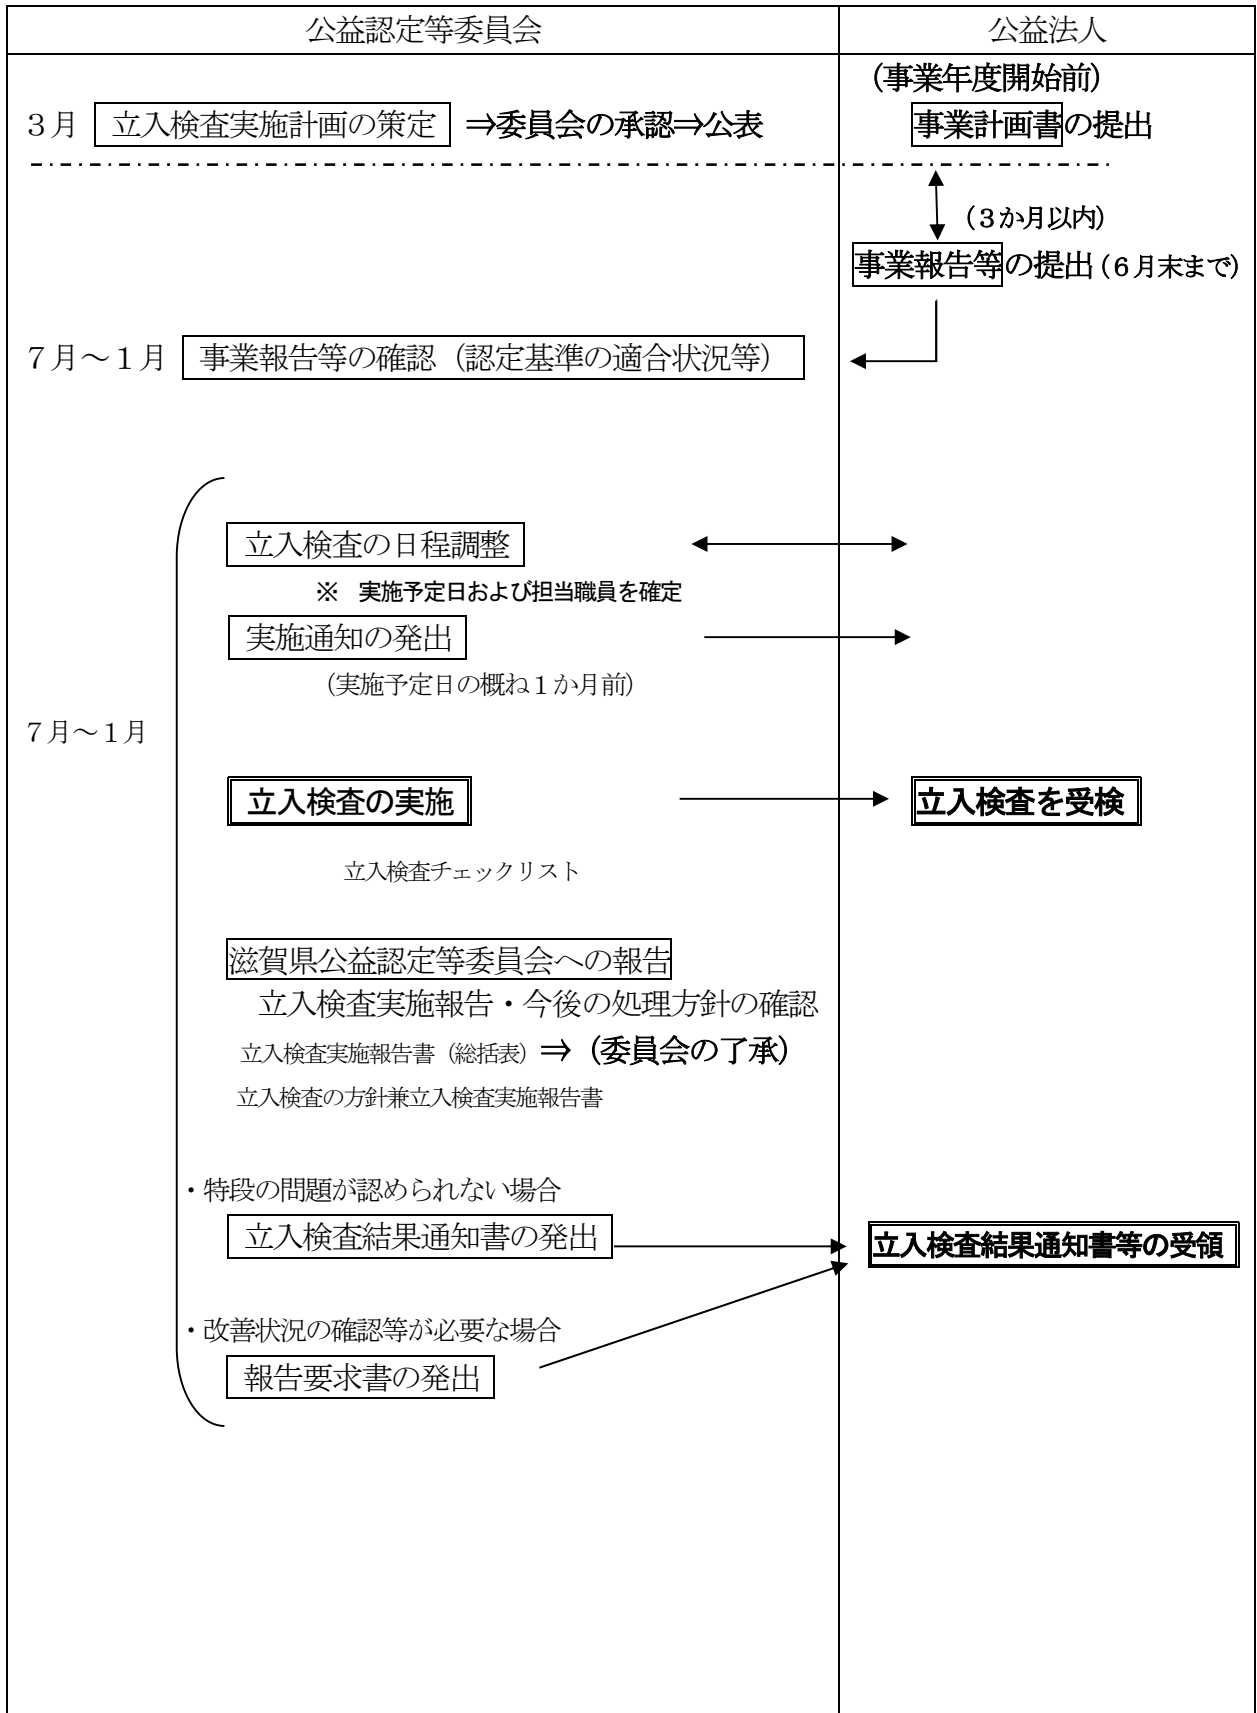 公益認定等委員会
公益法人
（事業年度開始前）
３月 立入検査実施計画の策定 ⇒委員会の承認⇒公表
事業計画書の提出
（３か月以内）
事業報告等の提出（６月末まで）
７月～１月 事業報告等の確認（認定基準の適合状況等）
立入検査の日程調整
※ 実施予定日および担当職員を確定
実施通知の発出
（実施予定日の概ね１か月前）
７月～１月
立入検査の実施
立入検査を受検
立入検査チェックリスト
滋賀県公益認定等委員会への報告
立入検査実施報告・今後の処理方針の確認
立入検査実施報告書（総括表）⇒（委員会の了承）
立入検査の方針兼立入検査実施報告書
・特段の問題が認められない場合
立入検査結果通知書の発出
立入検査結果通知書等の受領
・改善状況の確認等が必要な場合
報告要求書の発出